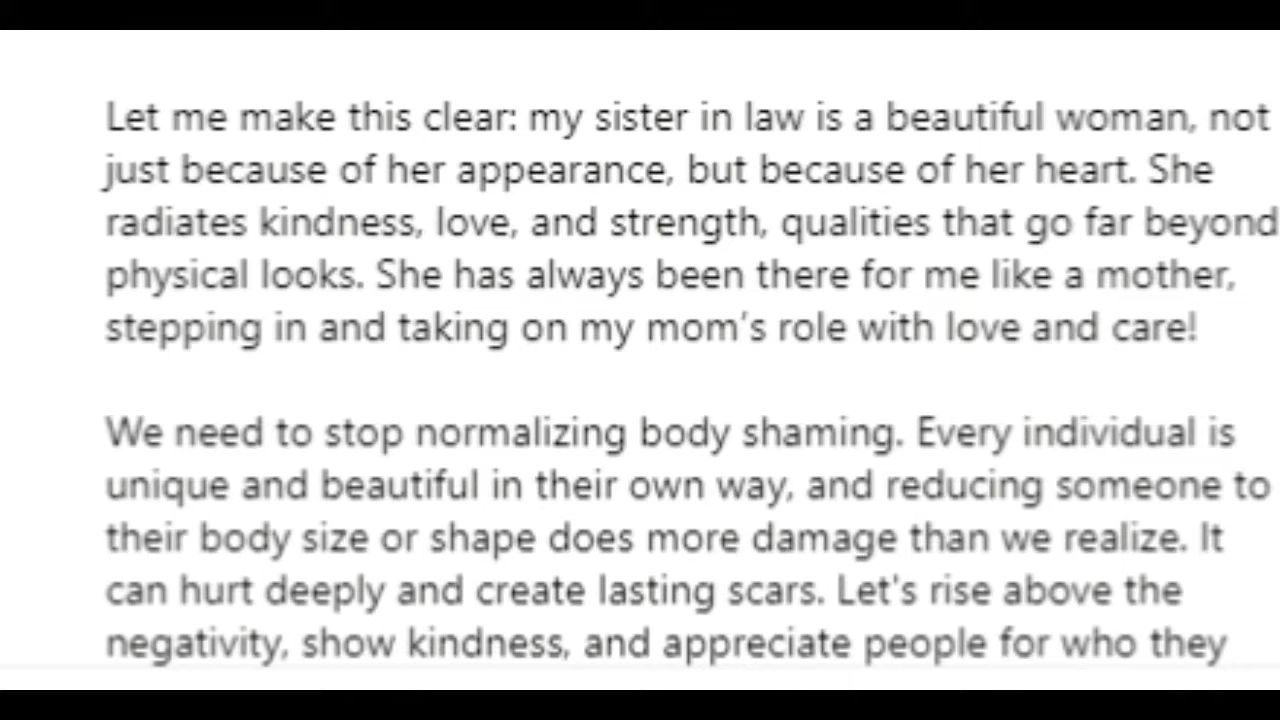 Let me make this clear: my sister in law is a beautiful woman, not
just because of her appearance, but because of her heart. She
radiates kindness, love, and strength, qualities that go far beyond
physical looks. She has always been there for me like a mother,
stepping in and taking on my mom’s role with love and care!
We need to stop normalizing body shaming. Every individual is
unique and beautiful in their own way, and reducing someone to
their body size or shape does more damage than we realize. It
can hurt deeply and create lasting scars. Let's rise above the
negativity, show kindness, and appreciate people for who they